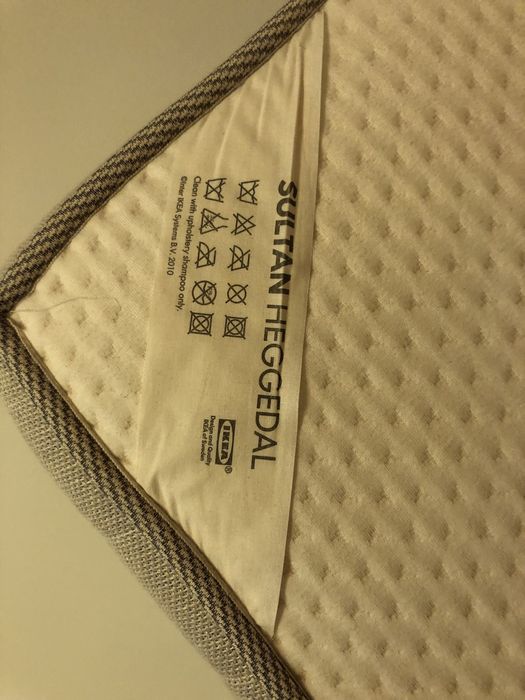 SULTAN HEGGEDAL
Clean with upholstery shampoo only.
©Inter IKEA Systems B.V. 2010
IKEA®
Design and Quality
IKEA of Sweden